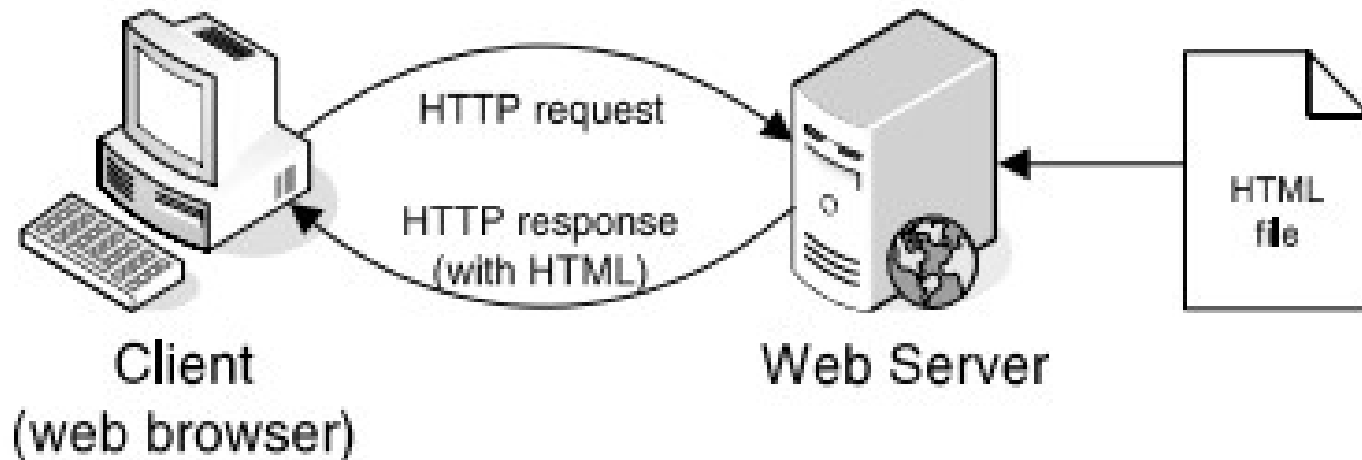 HTTP request
HTTP response
(with HTML)
HTML
file
Client
(web browser)
Web Server